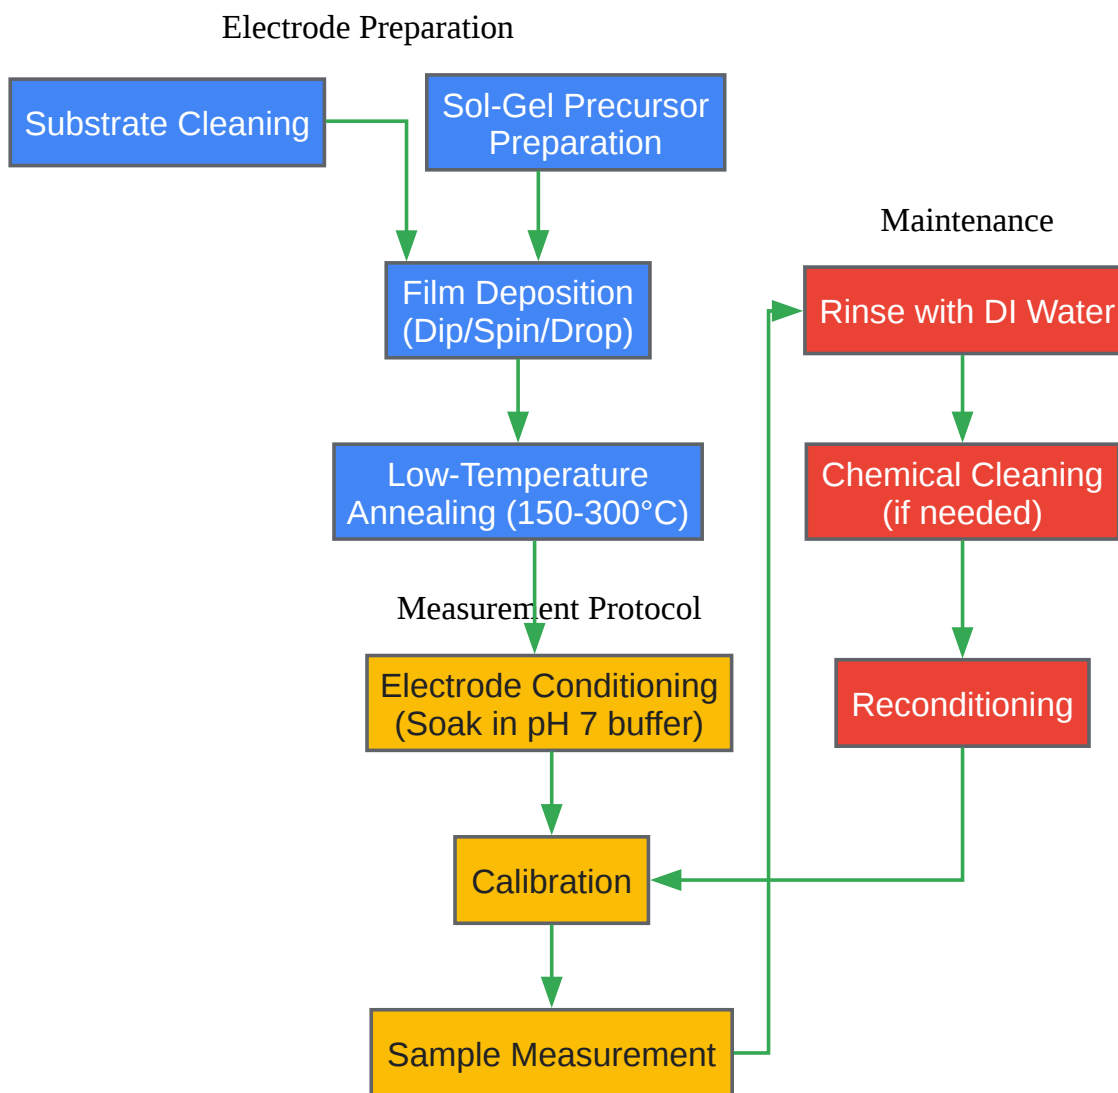 Electrode Preparation
Substrate Cleaning
Sol-Gel Precursor
Preparation
Film Deposition
(Dip/Spin/Drop)
Low-Temperature
Annealing (150-300°C)
Measurement Protocol
Electrode Conditioning
(Soak in pH 7 buffer)
Calibration
Sample Measurement
Maintenance
Rinse with DI Water
Chemical Cleaning
(if needed)
Reconditioning